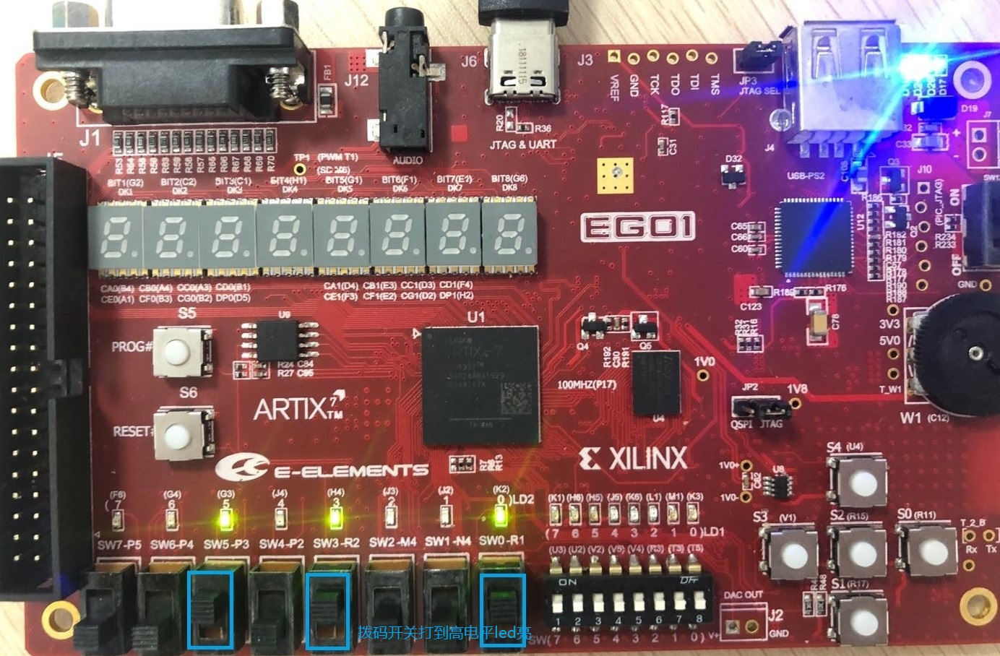 .1811115
J12
FB1
J6
J3
VREF GND TCK TDO TDI TMS
JP3
JTAG SEL
D17
D19
J7
J1
R20
R36
R117
C31
JTAG & UART
AUDIO
TP1
(PWM T1)
D32
J4
USB-PS2
Q3
J10
(PIC_JTAG)
C33
BIT1(G2) BIT2(C2) BIT3(C1) BIT4(H1) BIT5(G1) BIT6(F1) BIT7(E1) BIT8(G6)
DK1 DK2 DK3 DK4 DK5 DK6 DK7 DK8
EGO1
C65
C66
C60
U12
R186
R182
R181
R180
R179
R234
R233
ON
OFF
GND
CA0(B4) CB0(A4) CC0(A3) CD0(B1) CA1(D4) CB1(E3) CC1(D3) CD1(F4)
CE0(A1) CF0(B3) CG0(B2) DP0(D5) CE1(F3) CF1(E2) CG1(D2) DP1(H2)
C123
R176
C78
S5
PROG#
U9
R24 C84
R27 C85
U1
Q4
Q5
R192
C30
R191
R32
R31
R16
3V3
5V0
T_W1
1V0
100MHZ(P17)
U4
JP2
1V8
QSPI JTAG
W1 (C12)
S6
RESET#
ARTIX7™
E-ELEMENTS
XILINX
1V0+
1V0-
C82
U8
S4 (U4)
(F6) (G4) (G3) (J4) (H4) (J3) (J2) (K2)
( 7 6 5 4 3 2 1 0 )LD2
(K1) (H6) (H5) (J5) (K6) (L1) (M1) (K3)
( 7 6 5 4 3 2 1 0 )LD1
S3 (V1)
S2 (R15)
S0 (R11)
T_2_B
Rx Tx
SW7-P5 SW6-P4 SW5-P3 SW4-P2 SW3-R2 SW2-M4 SW1-N4 SW0-R1
(U3) (U2) (V2) (V5) (V4) (R3) (T3) (T5)
ON OFF
1 2 3 4 5 6 7 8
SW( 7 6 5 4 3 2 1 0 )
S1 (R17)
DAC OUT
J2
V+
GND
拨码开关打到高电平led亮